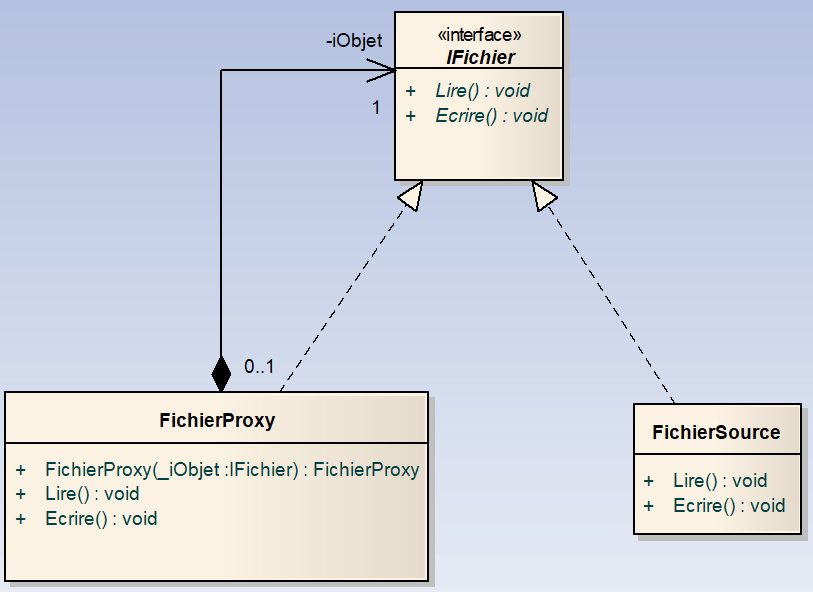 -iObjet
1
«interface»
IFichier
+ Lire() : void
+ Ecrire() : void
0..1
FichierProxy
+ FichierProxy(_iObjet :IFichier) : FichierProxy
+ Lire() : void
+ Ecrire() : void
FichierSource
+ Lire() : void
+ Ecrire() : void